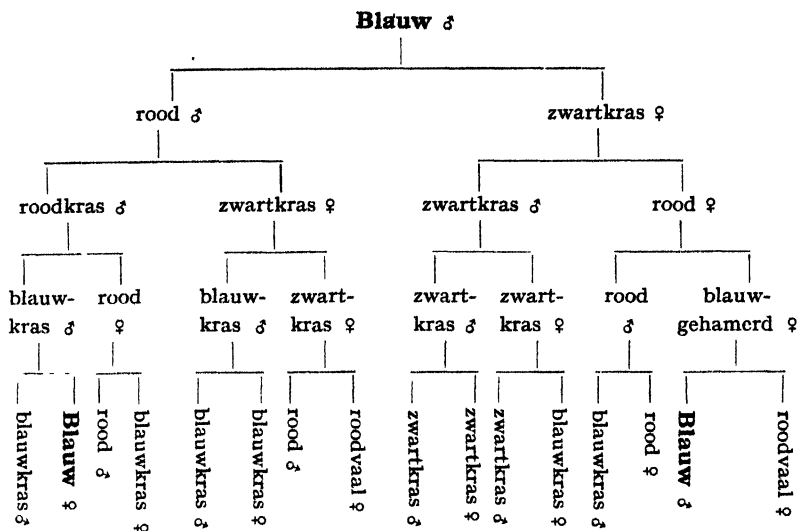 Blauw ♂
rood ♂ zwartkras ♀
roodkras ♂ zwartkras ♀ zwartkras ♂ rood ♀
blauw- rood blauw- zwart- zwart- zwart- rood blauw-
kras ♂ ♀ kras ♂ kras ♀ kras ♂ kras ♀ ♂ gehamerd ♀
blauwkras ♂
Blauw ♀
rood ♂
blauwkras ♀
blauwkras ♂
blauwkras ♀
rood ♂
roodvaal ♀
zwartkras ♂
zwartkras ♀
zwartkras ♂
blauwkras ♀
blauwkras ♂
rood ♀
Blauw ♂
roodvaal ♀